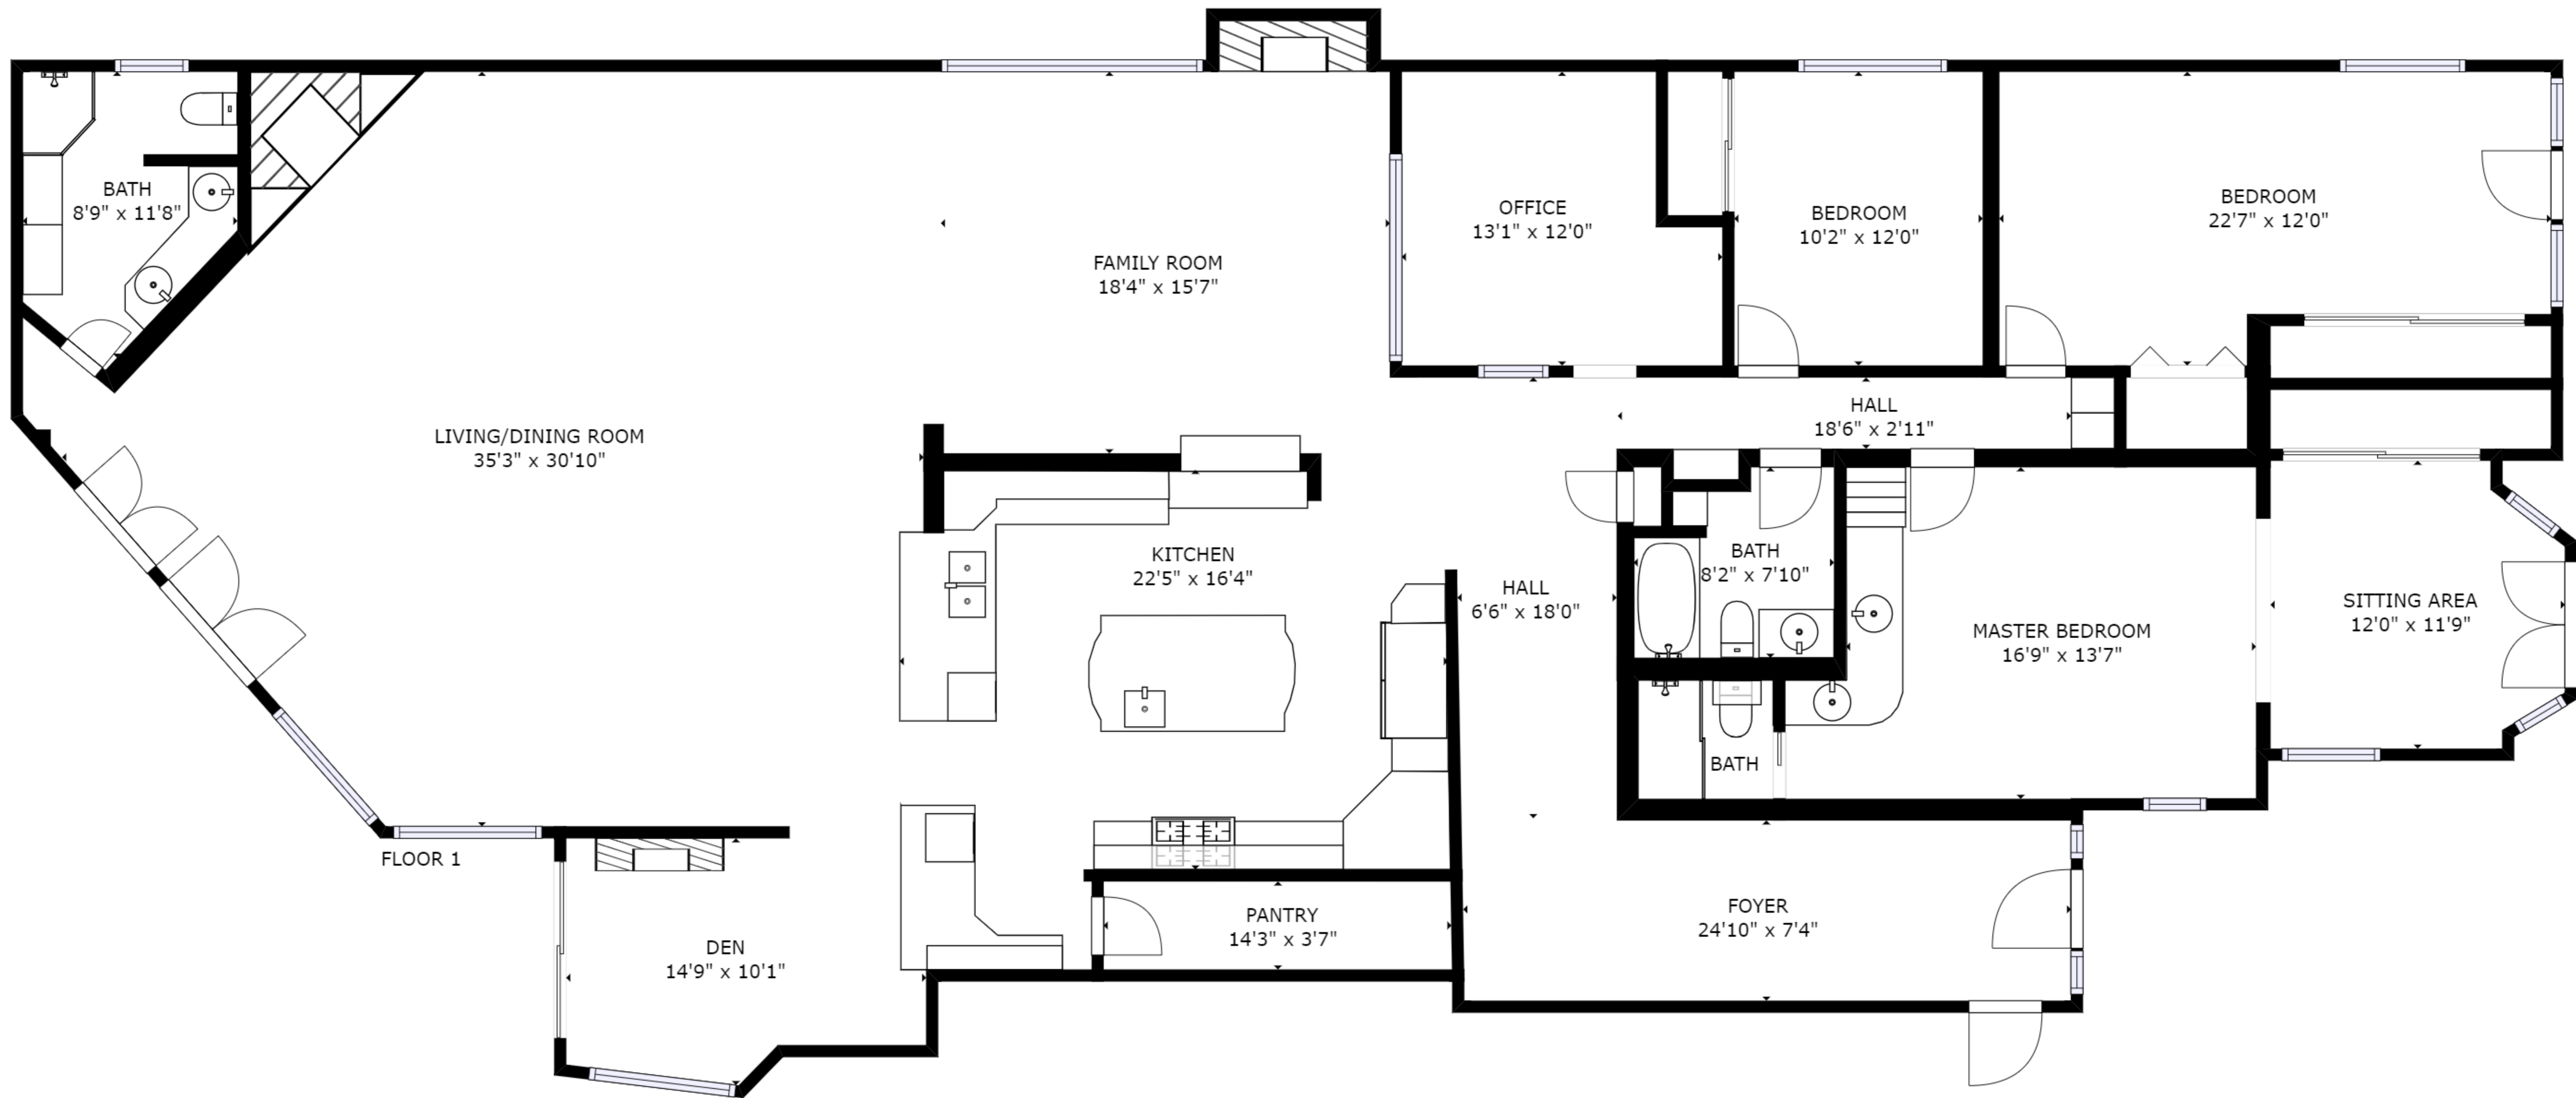 BATH
8'9" x 11'8"
LIVING/DINING ROOM
35'3" x 30'10"
FAMILY ROOM
18'4" x 15'7"
OFFICE
13'1" x 12'0"
BEDROOM
10'2" x 12'0"
BEDROOM
22'7" x 12'0"
HALL
18'6" x 2'11"
KITCHEN
22'5" x 16'4"
HALL
6'6" x 18'0"
BATH
8'2" x 7'10"
MASTER BEDROOM
16'9" x 13'7"
SITTING AREA
12'0" x 11'9"
BATH
FLOOR 1
DEN
14'9" x 10'1"
PANTRY
14'3" x 3'7"
FOYER
24'10" x 7'4"